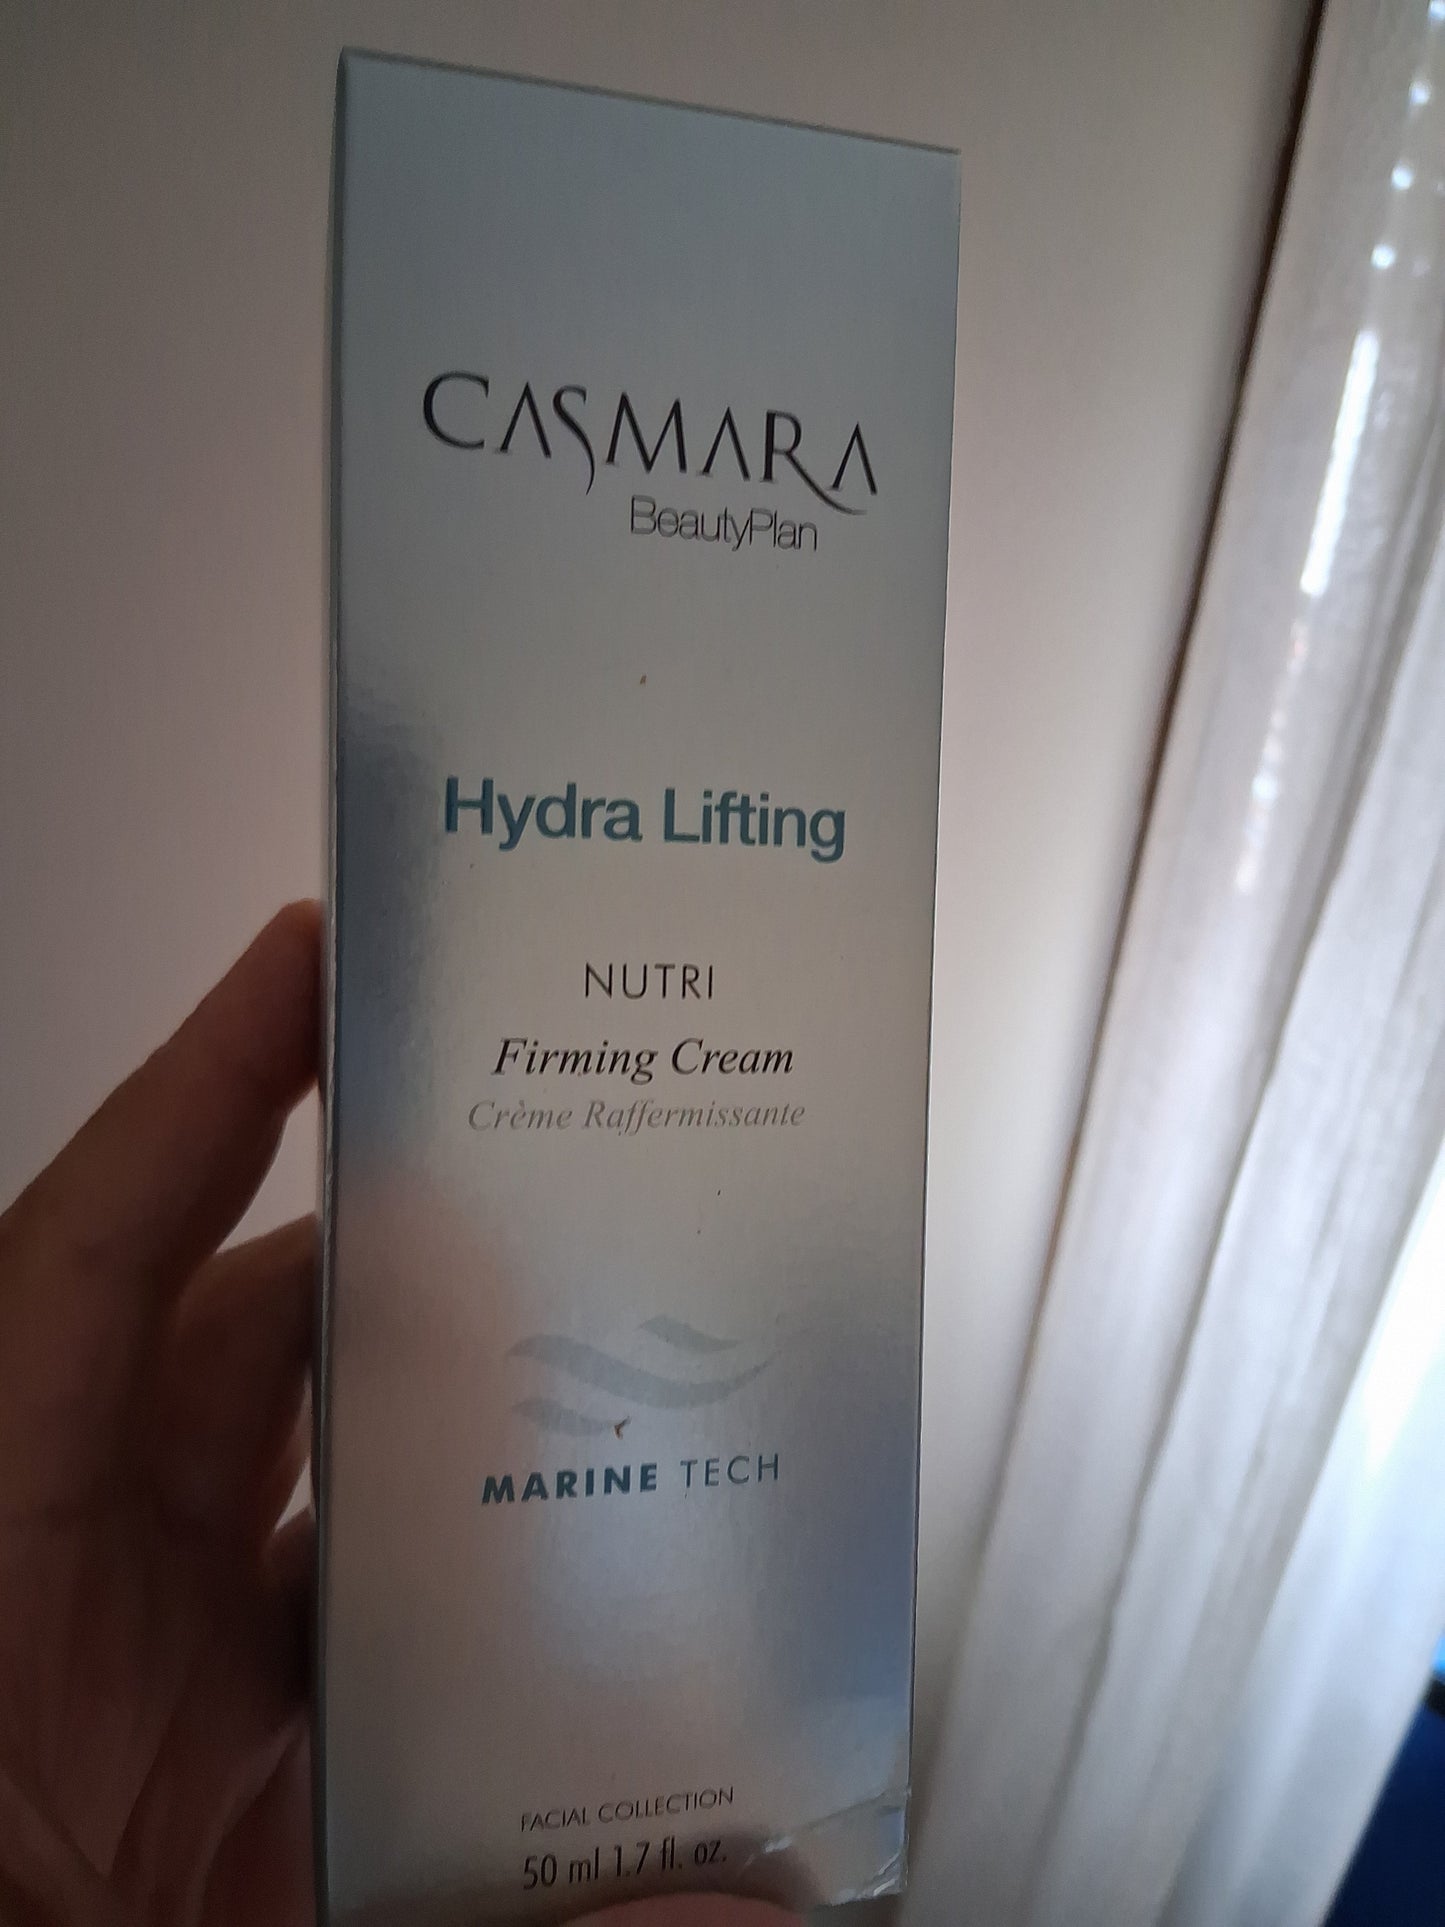 CASMARA
BeautyPlan
Hydra Lifting
NUTRI
Firming Cream
Crème Raffermissante
MARINE TECH
FACIAL COLLECTION
50 ml 1.7 fl. oz.